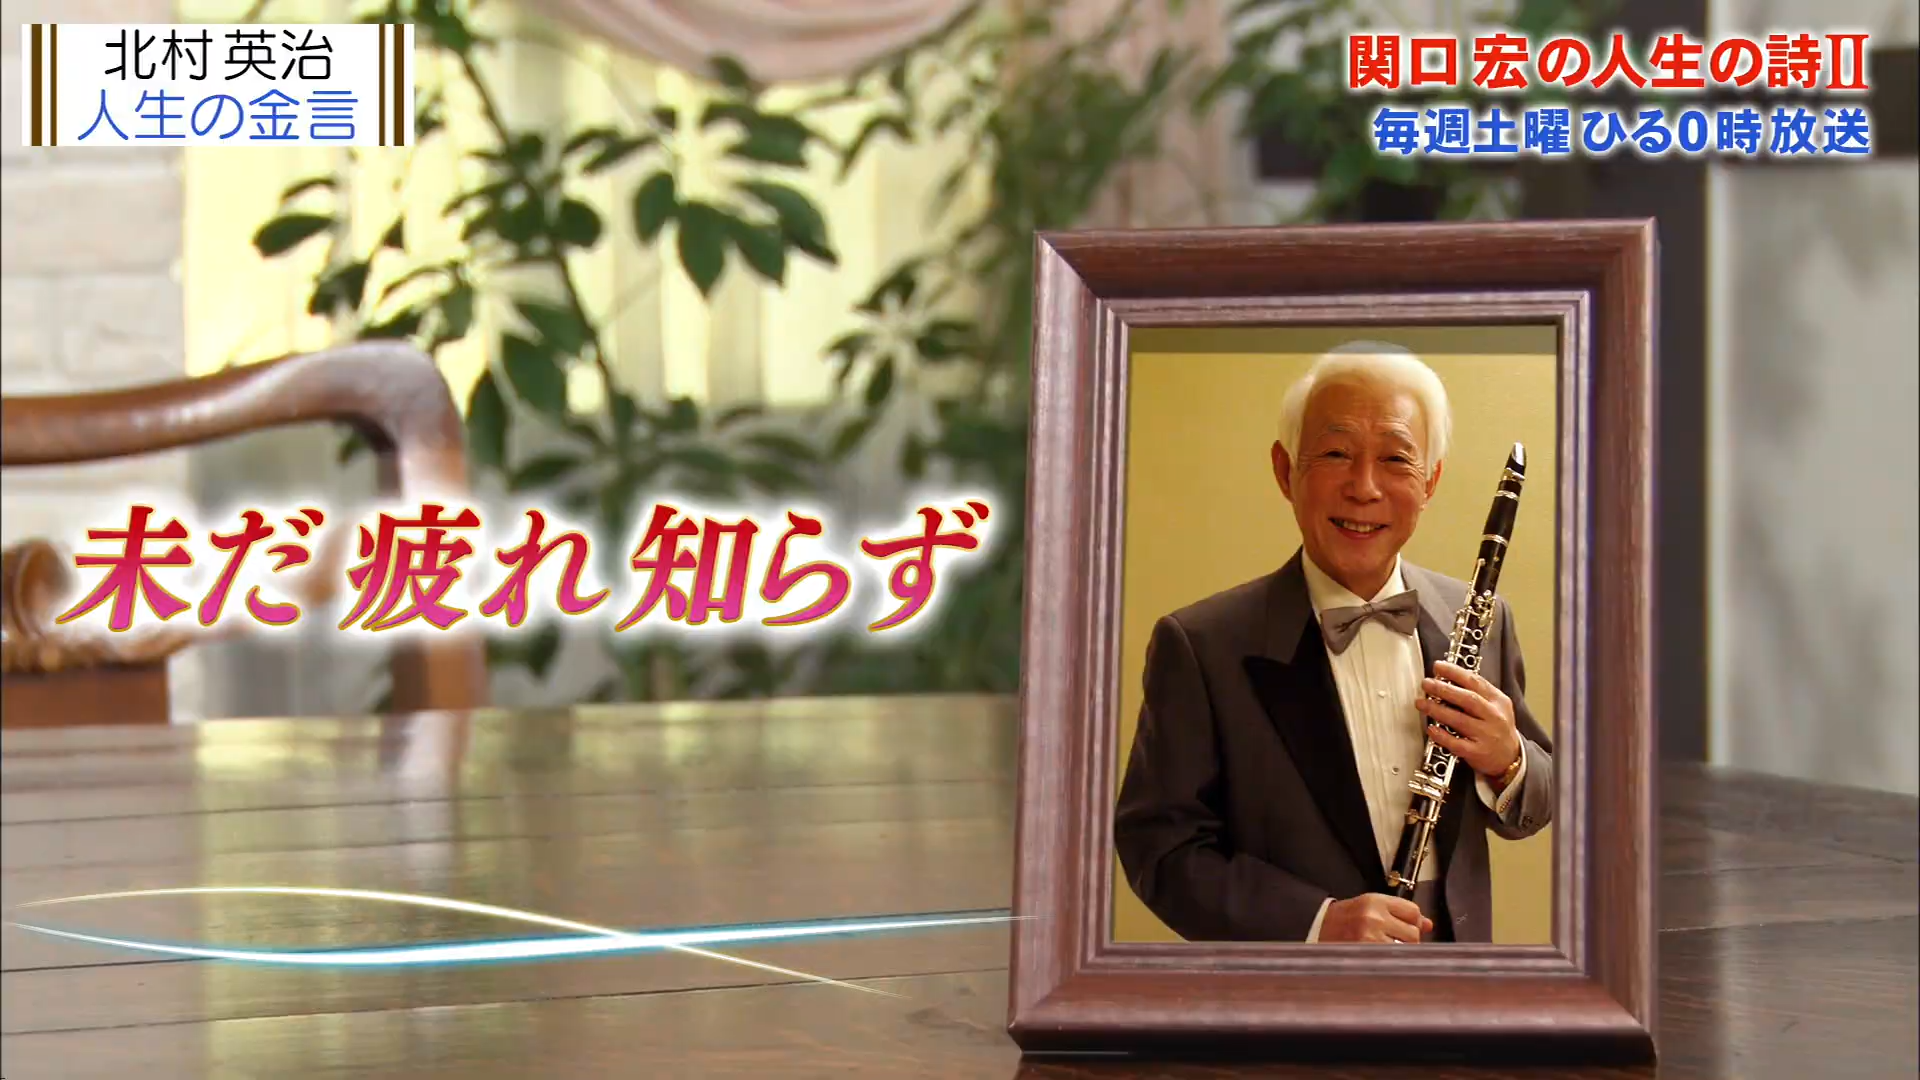 北村 英治
人生の金言
関口 宏の人生の詩Ⅱ
毎週土曜ひる0時放送
未だ 疲れ 知らず